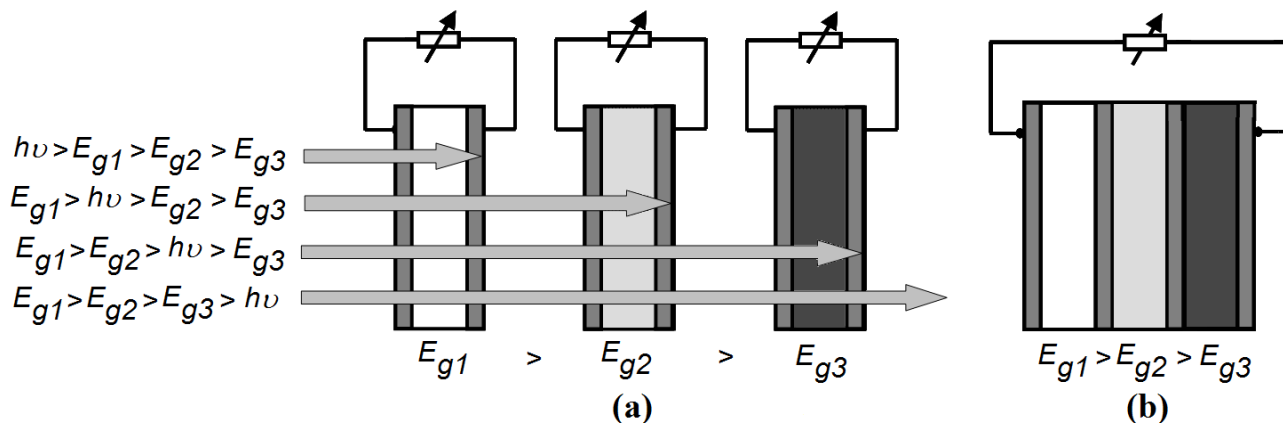 hυ > Eg1 > Eg2 > Eg3
Eg1 > hυ > Eg2 > Eg3
Eg1 > Eg2 > hυ > Eg3
Eg1 > Eg2 > Eg3 > hυ
Eg1 > Eg2 > Eg3
Eg1 > Eg2 > Eg3
(a)
(b)